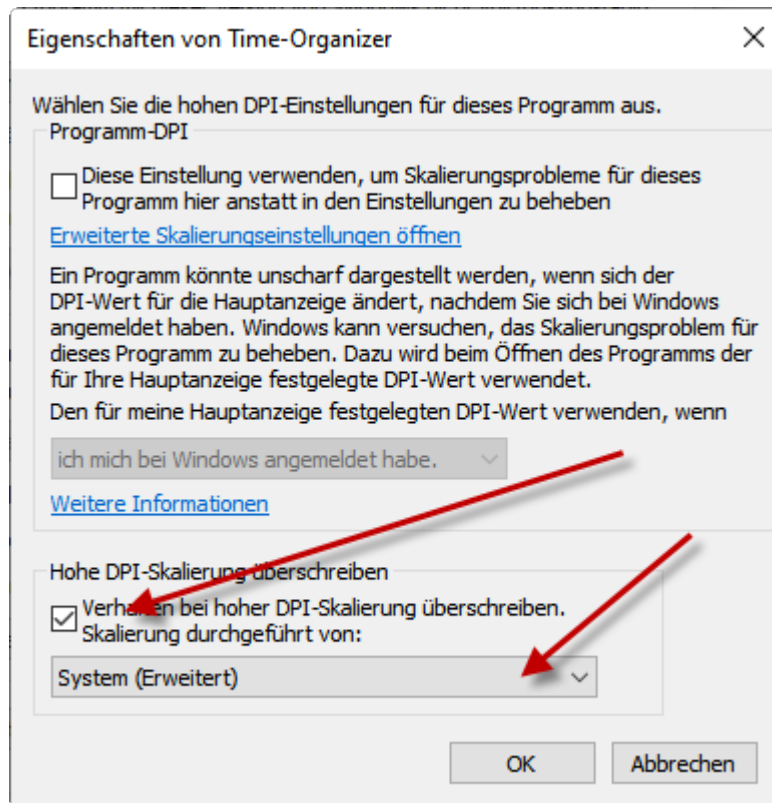 Eigenschaften von Time-Organizer
Wählen Sie die hohen DPI-Einstellungen für dieses Programm aus.
Programm-DPI
Diese Einstellung verwenden, um Skalierungsprobleme für dieses
Programm hier anstatt in den Einstellungen zu beheben
Erweiterte Skalierungseinstellungen öffnen
Ein Programm könnte unscharf dargestellt werden, wenn sich der
DPI-Wert für die Hauptanzeige ändert, nachdem Sie sich bei Windows
angemeldet haben. Windows kann versuchen, das Skalierungsproblem für
dieses Programm zu beheben. Dazu wird beim Öffnen des Programms der
für Ihre Hauptanzeige festgelegte DPI-Wert verwendet.
Den für meine Hauptanzeige festgelegten DPI-Wert verwenden, wenn
ich mich bei Windows angemeldet habe.
Weitere Informationen
Hohe DPI-Skalierung überschreiben
Verhalten bei hoher DPI-Skalierung überschreiben.
Skalierung durchgeführt von:
System (Erweitert)
OK
Abbrechen